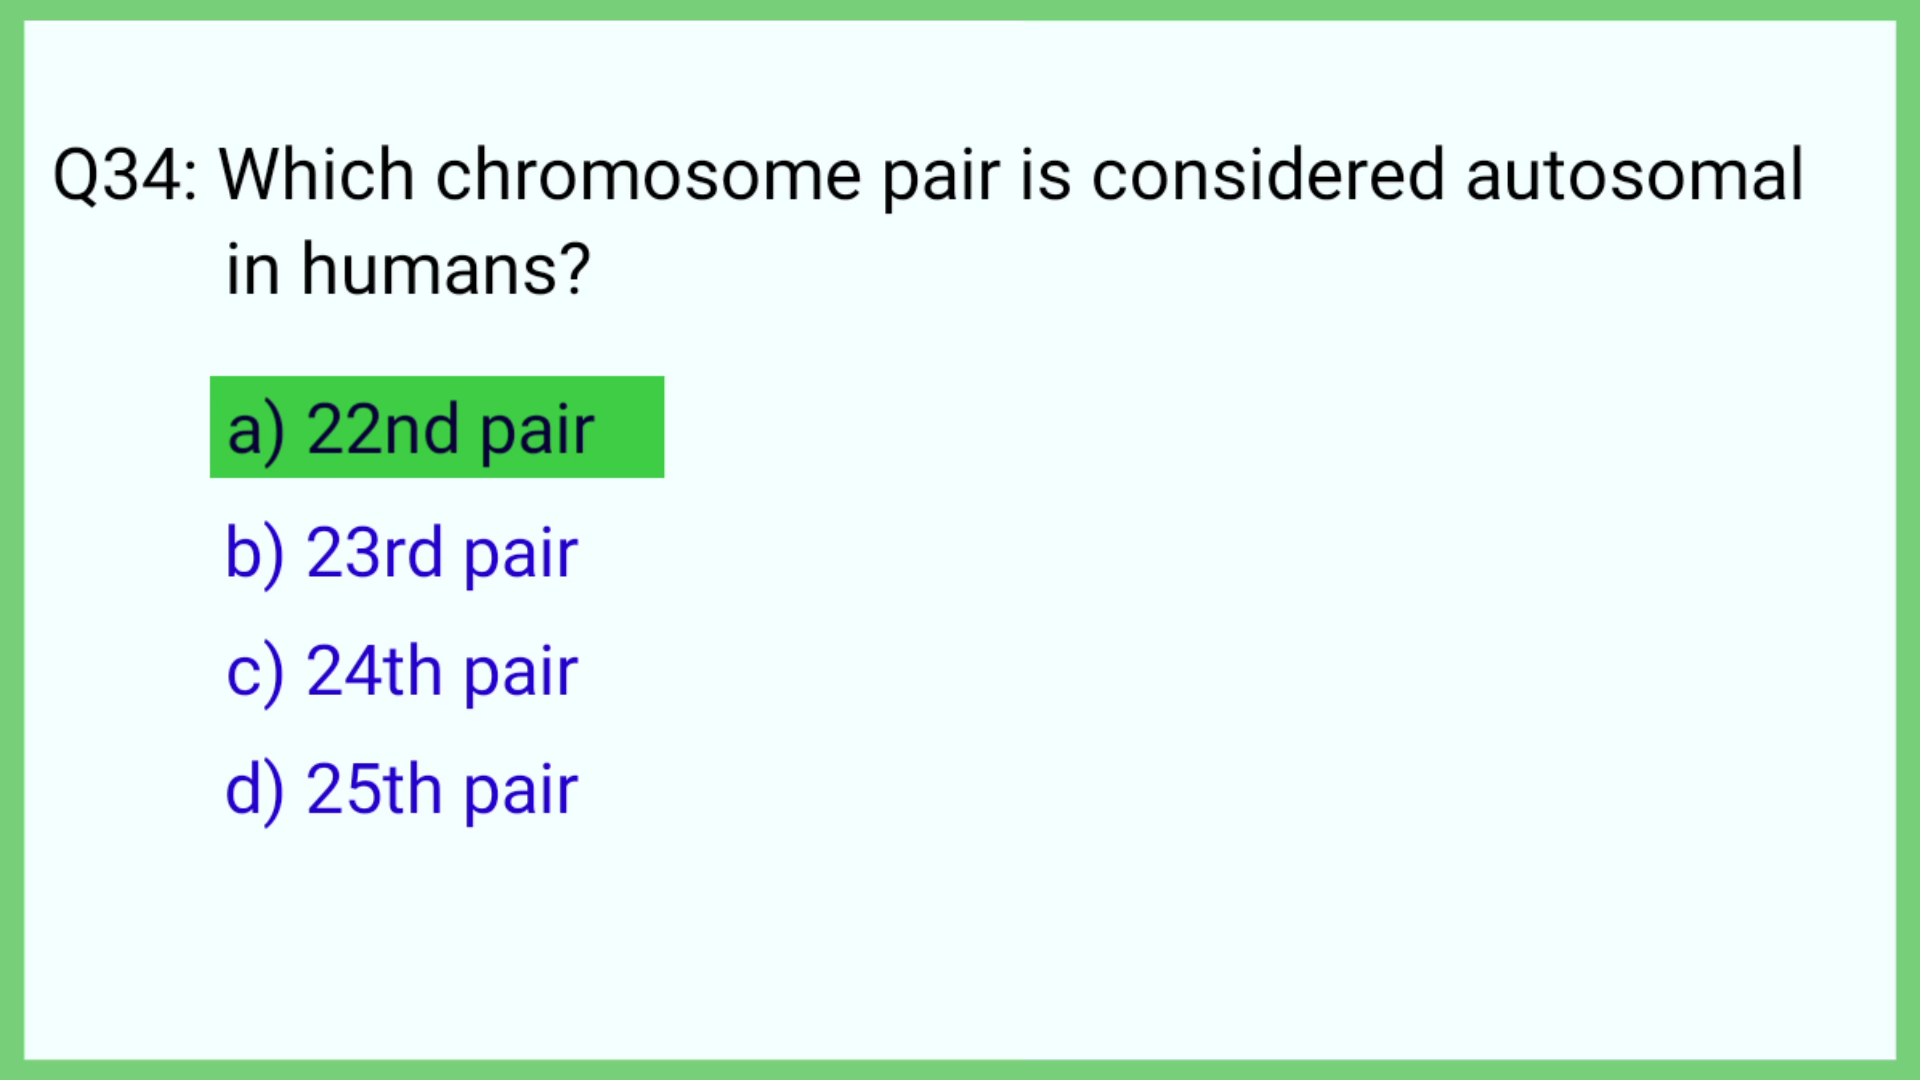 Q34: Which chromosome pair is considered autosomal
in humans?
a) 22nd pair
b) 23rd pair
c) 24th pair
d) 25th pair